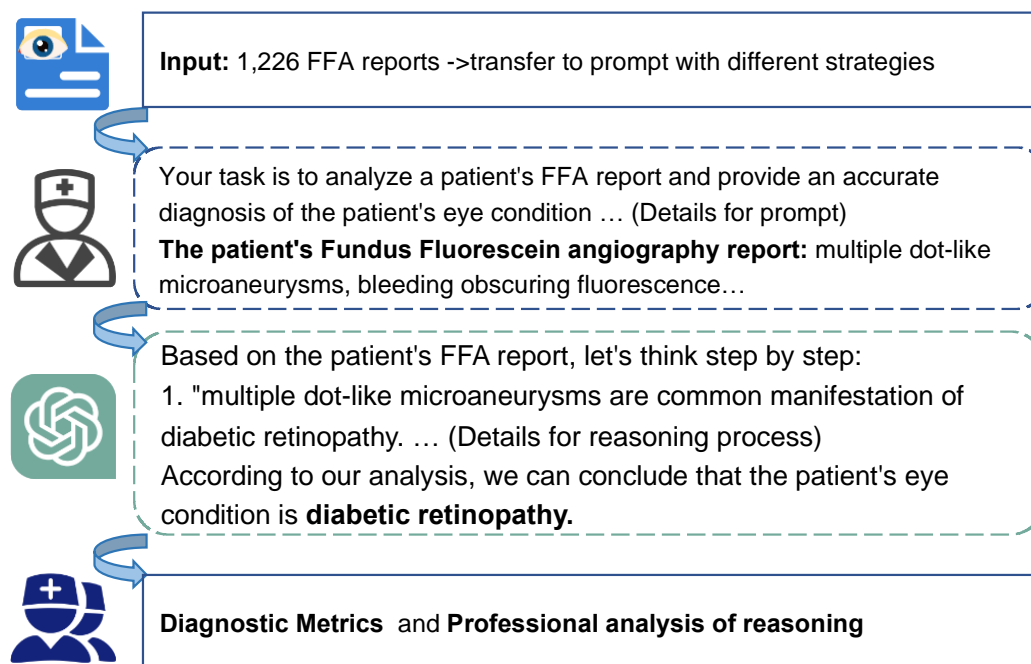 Input: 1,226 FFA reports ->transfer to prompt with different strategies
Your task is to analyze a patient's FFA report and provide an accurate
diagnosis of the patient's eye condition … (Details for prompt)
The patient's Fundus Fluorescein angiography report: multiple dot-like
microaneurysms, bleeding obscuring fluorescence…
Based on the patient's FFA report, let's think step by step:
1. "multiple dot-like microaneurysms are common manifestation of
diabetic retinopathy. … (Details for reasoning process)
According to our analysis, we can conclude that the patient's eye
condition is diabetic retinopathy.
Diagnostic Metrics and Professional analysis of reasoning